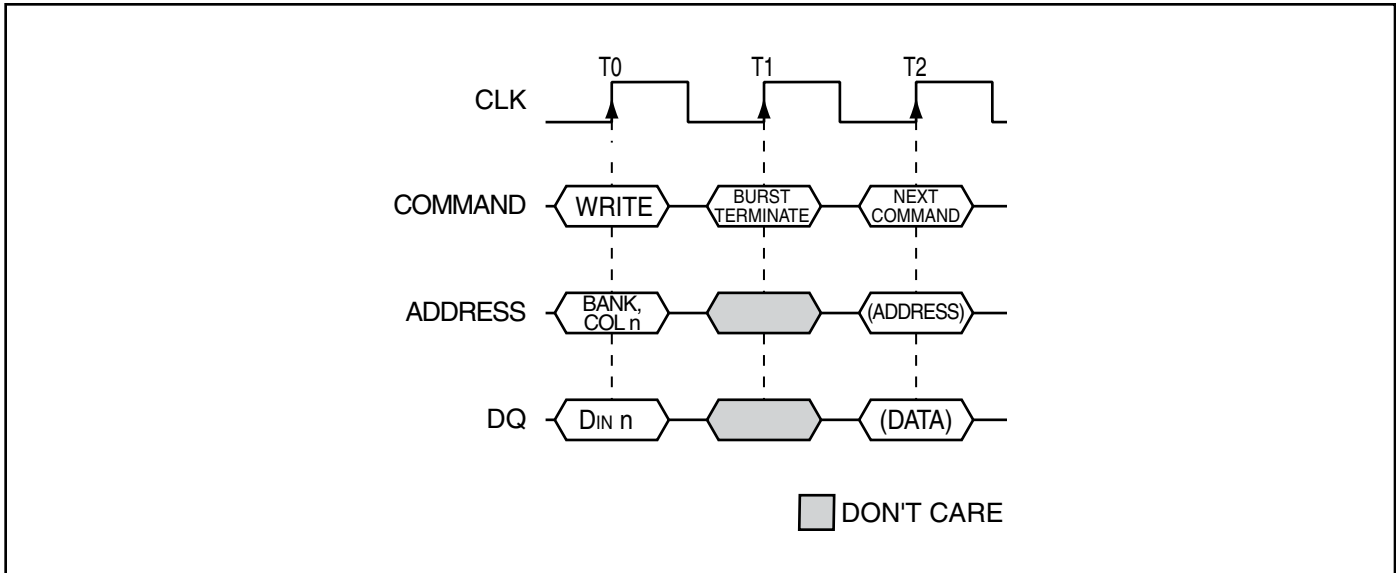 T0 T1 T2
CLK
COMMAND WRITE BURST TERMINATE NEXT COMMAND
ADDRESS BANK, COL n (ADDRESS)
DQ DIN n (DATA)
DON'T CARE